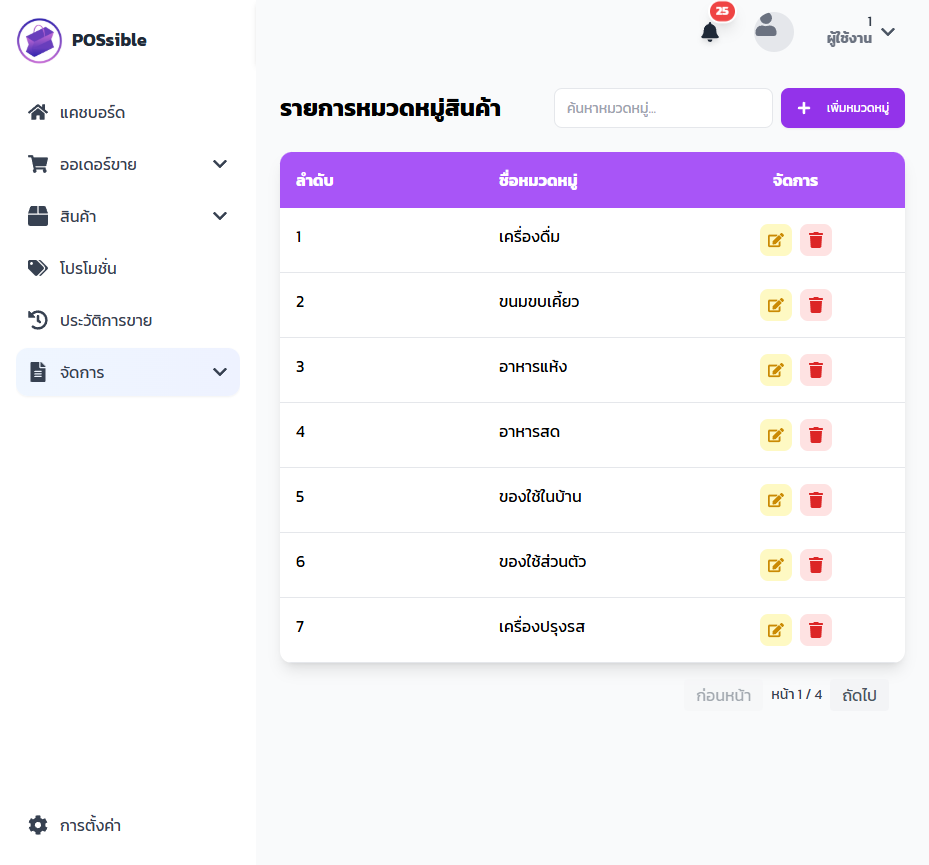 POSsible
25
1
ผู้ใช้งาน
แดชบอร์ด
ออเดอร์ขาย
สินค้า
โปรโมชั่น
ประวัติการขาย
จัดการ
การตั้งค่า
รายการหมวดหมู่สินค้า
ค้นหาหมวดหมู่...
เพิ่มหมวดหมู่
ลำดับ ชื่อหมวดหมู่ จัดการ
1 เครื่องดื่ม
2 ขนมขบเคี้ยว
3 อาหารแห้ง
4 อาหารสด
5 ของใช้ในบ้าน
6 ของใช้ส่วนตัว
7 เครื่องปรุงรส
ก่อนหน้า หน้า 1 / 4 ถัดไป